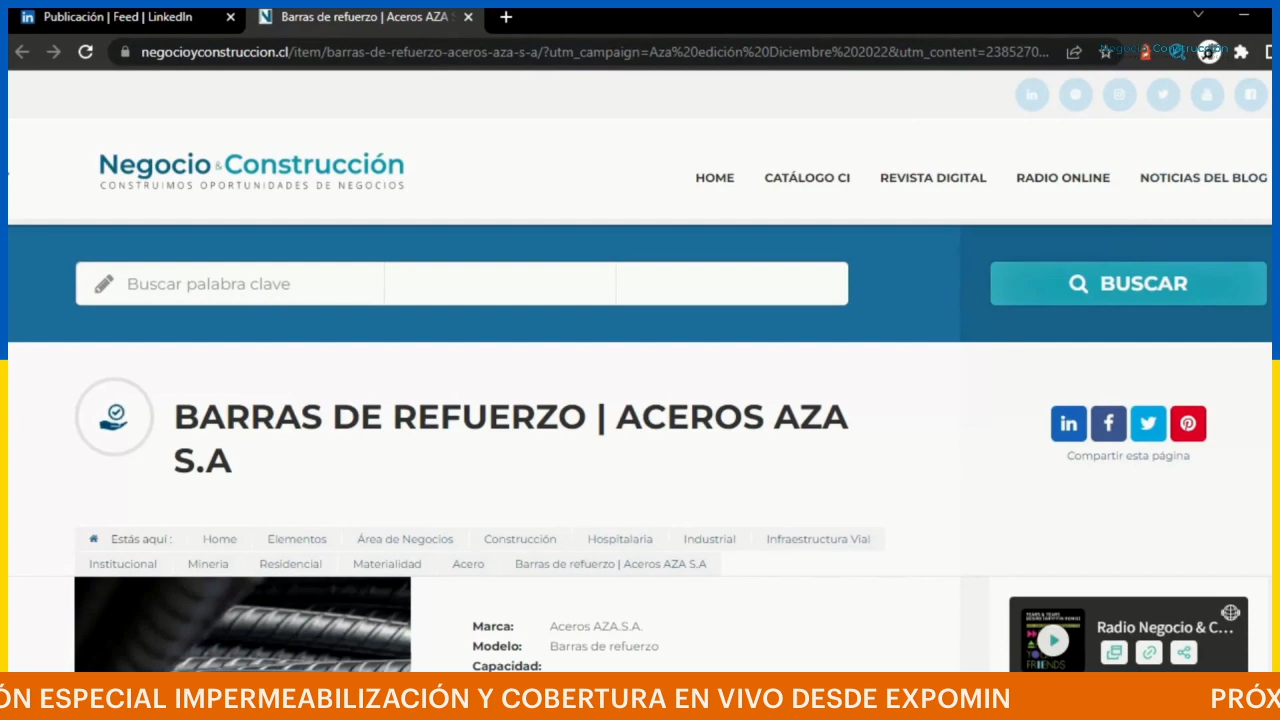 Publicación | Feed | LinkedIn
Barras de refuerzo | Aceros AZA S
negocioyconstruccion.cl/item/barras-de-refuerzo-aceros-aza-s-a/?utm_campaign=Aza%20edición%20Diciembre%202022&utm_content=2385270...
Negocio & Construcción
Negocio & Construcción
CONSTRUIMOS OPORTUNIDADES DE NEGOCIOS
HOME CATÁLOGO CI REVISTA DIGITAL RADIO ONLINE NOTICIAS DEL BLOG
Buscar palabra clave
BUSCAR
BARRAS DE REFUERZO | ACEROS AZA
S.A
Compartir esta página
Estás aquí : Home Elementos Área de Negocios Construcción Hospitalaria Industrial Infraestructura Vial
Institucional Mineria Residencial Materialidad Acero Barras de refuerzo | Aceros AZA S.A
Marca: Aceros AZA.S.A.
Modelo: Barras de refuerzo
Capacidad:
Radio Negocio & C...
ÓN ESPECIAL IMPERMEABILIZACIÓN Y COBERTURA EN VIVO DESDE EXPOMIN PRÓX